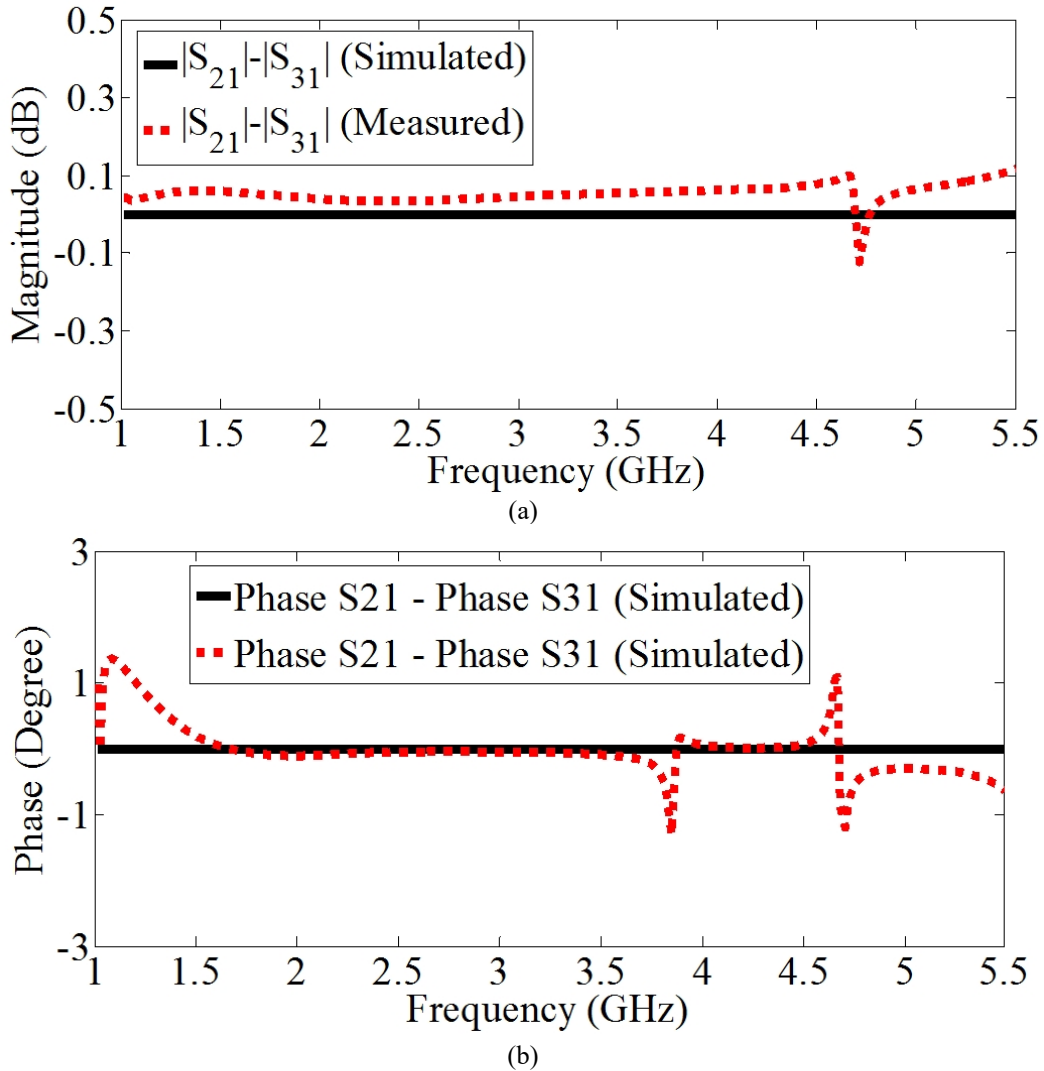 0.5
|S21|-|S31| (Simulated)
0.3
|S21|-|S31| (Measured)
0.1
-0.1
-0.3
-0.5
Magnitude (dB)
1 1.5 2 2.5 3 3.5 4 4.5 5 5.5
Frequency (GHz)
(a)
3
Phase S21 - Phase S31 (Simulated)
Phase S21 - Phase S31 (Simulated)
1
-1
-3
Phase (Degree)
1 1.5 2 2.5 3 3.5 4 4.5 5 5.5
Frequency (GHz)
(b)